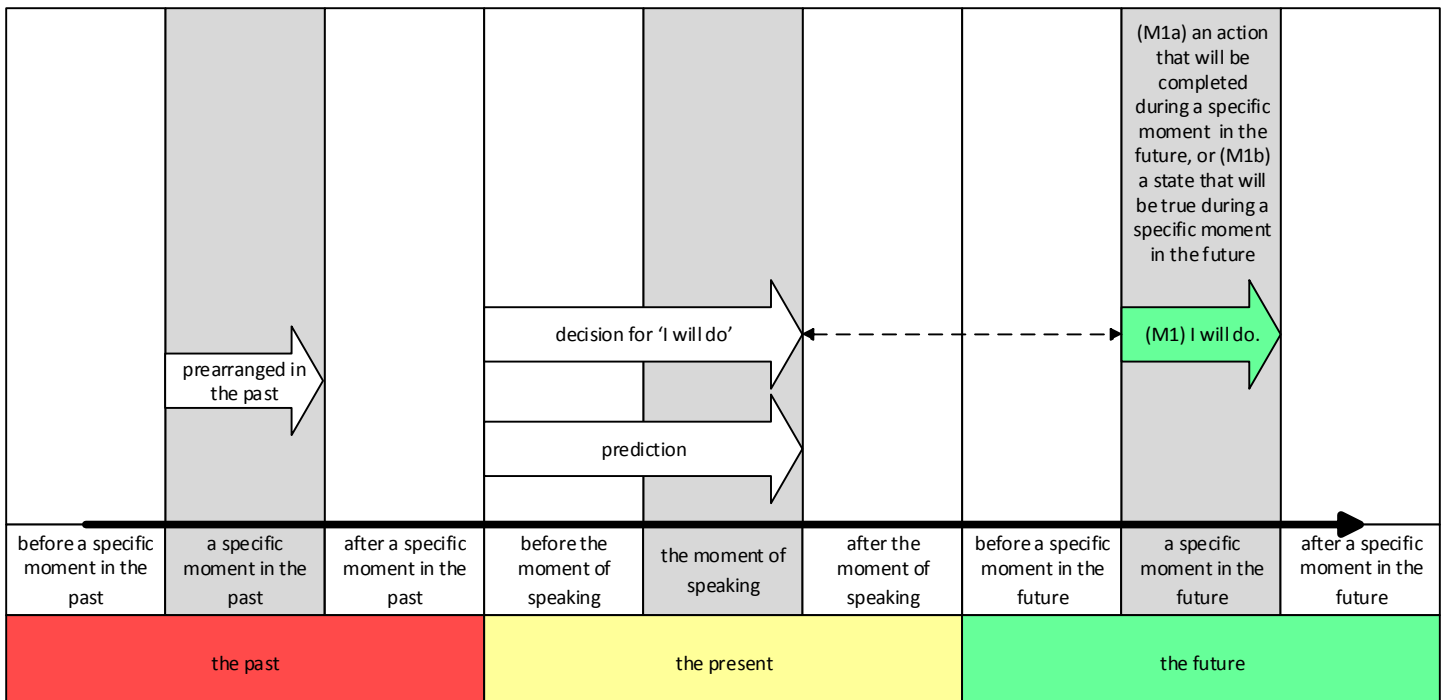 (M1a) an action
that will be
completed
during a specific
moment in the
future, or (M1b)
a state that will
be true during a
specific moment
in the future
decision for ‘I will do’
(M1) I will do.
prearranged in
the past
prediction
before a specific
moment in the
past
a specific
moment in the
past
after a specific
moment in the
past
before the
moment of
speaking
the moment of
speaking
after the
moment of
speaking
before a specific
moment in the
future
a specific
moment in the
future
after a specific
moment in the
future
the past
the present
the future